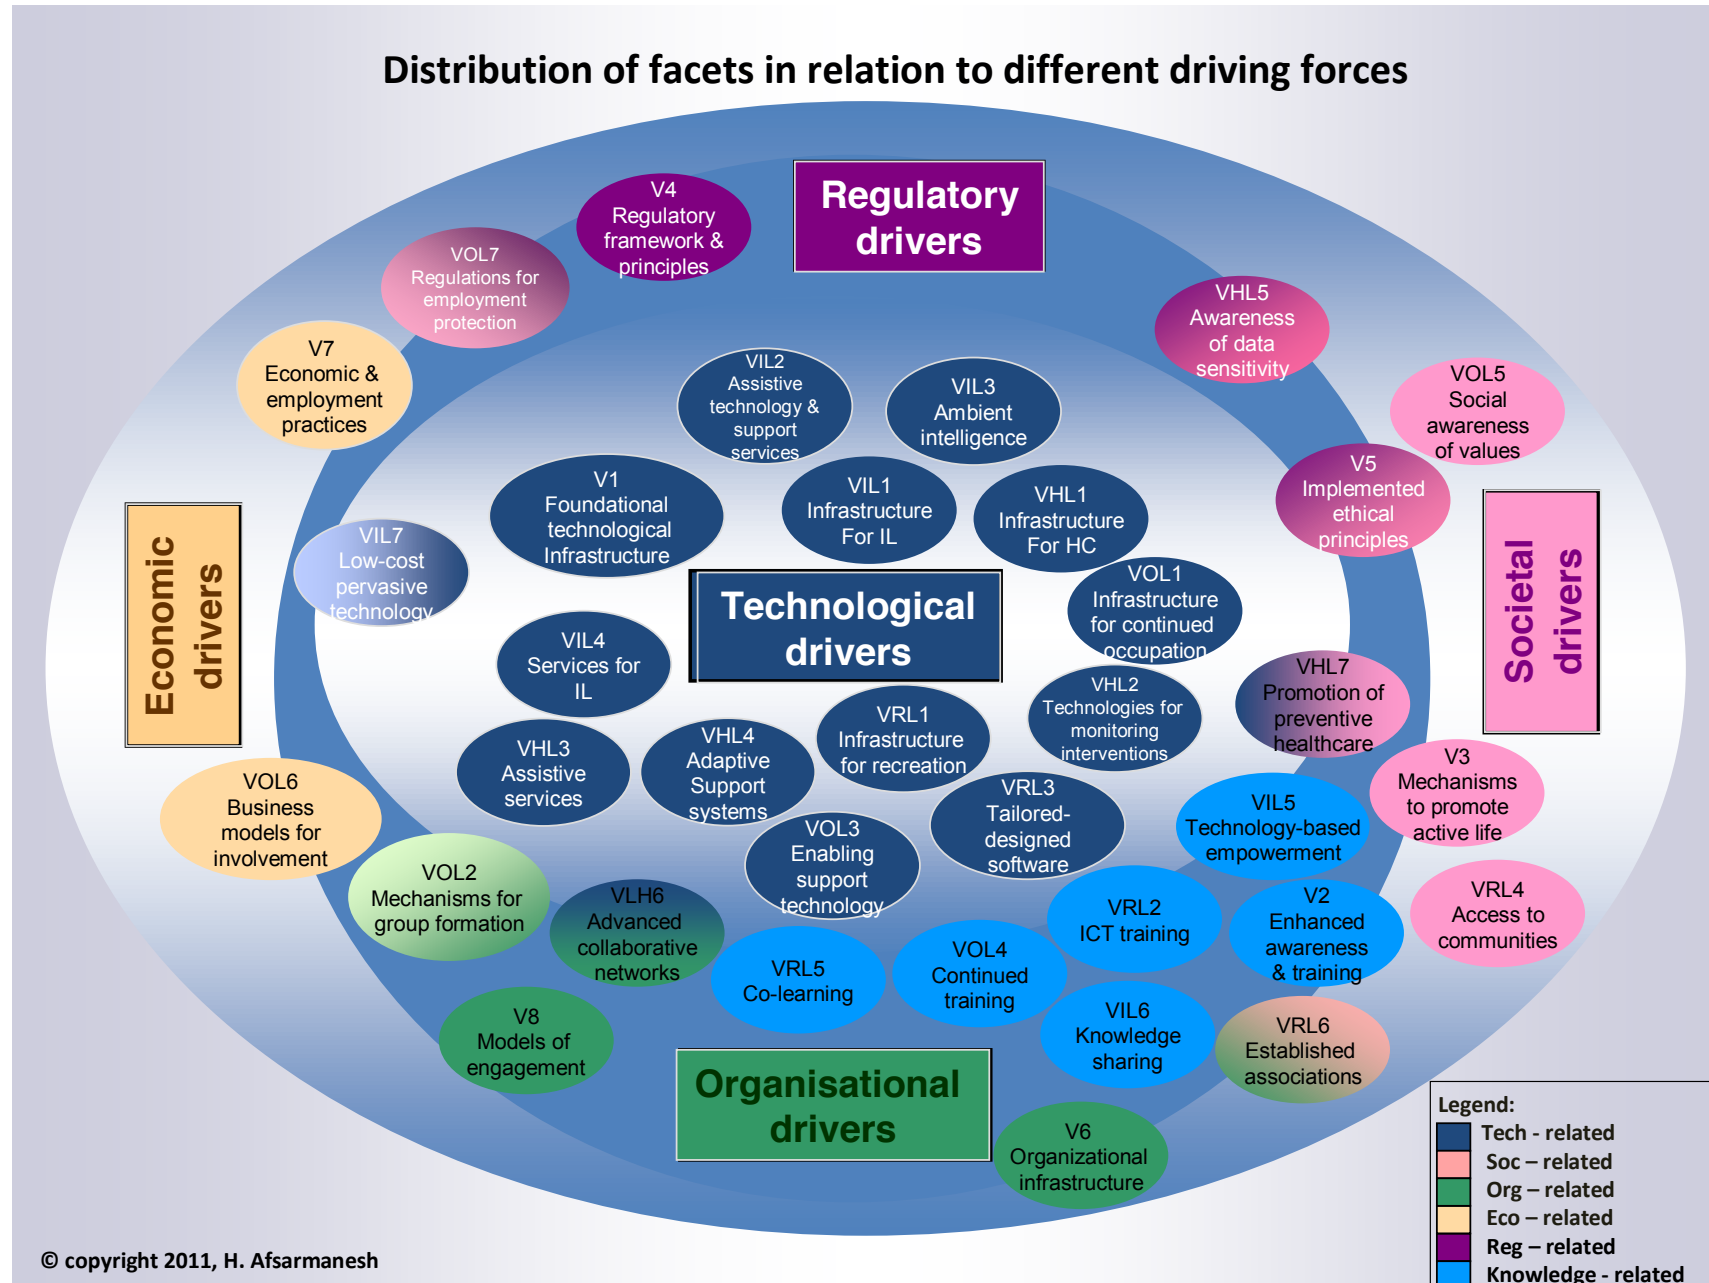 Distribution of facets in relation to different driving forces
Regulatory
drivers
V4
Regulatory
framework &
principles
VOL7
Regulations for
employment
protection
VHL5
Awareness
of data
sensitivity
V7
Economic &
employment
practices
VIL2
Assistive
technology &
support
services
VIL3
Ambient
intelligence
VOL5
Social
awareness
of values
V1
Foundational
technological
Infrastructure
VIL1
Infrastructure
For IL
VHL1
Infrastructure
For HC
V5
Implemented
ethical
principles
Economic
drivers
VIL7
Low-cost
pervasive
technology
Technological
drivers
VOL1
Infrastructure
for continued
occupation
Societal
drivers
VIL4
Services for
IL
VHL2
Technologies for
monitoring
interventions
VHL7
Promotion of
preventive
healthcare
VHL3
Assistive
services
VHL4
Adaptive
Support
systems
VRL1
Infrastructure
for recreation
V3
Mechanisms
to promote
active life
VOL6
Business
models for
involvement
VOL3
Enabling
support
technology
VRL3
Tailored-
designed
software
VIL5
Technology-based
empowerment
VOL2
Mechanisms for
group formation
VLH6
Advanced
collaborative
networks
VRL2
ICT training
V2
Enhanced
awareness
& training
VRL4
Access to
communities
VRL5
Co-learning
VOL4
Continued
training
V8
Models of
engagement
VIL6
Knowledge
sharing
VRL6
Established
associations
Organisational
drivers
V6
Organizational
infrastructure
Legend:
Tech - related
Soc – related
Org – related
Eco – related
Reg – related
Knowledge - related
© copyright 2011, H. Afsarmanesh